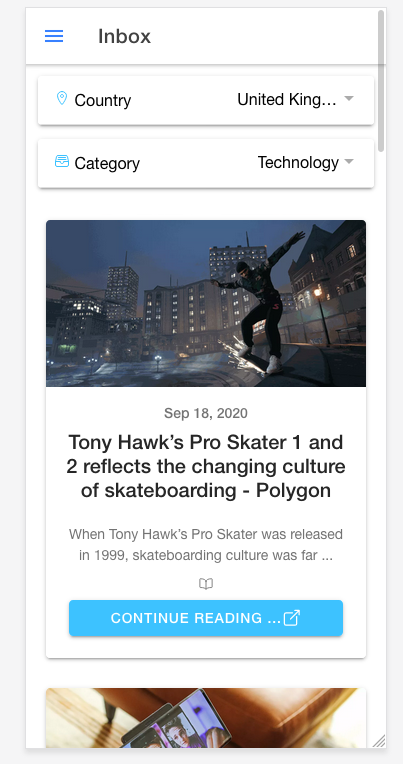 Inbox
Country
United King...
Category
Technology
Sep 18, 2020
Tony Hawk’s Pro Skater 1 and
2 reflects the changing culture
of skateboarding - Polygon
When Tony Hawk’s Pro Skater was released
in 1999, skateboarding culture was far ...
CONTINUE READING ...